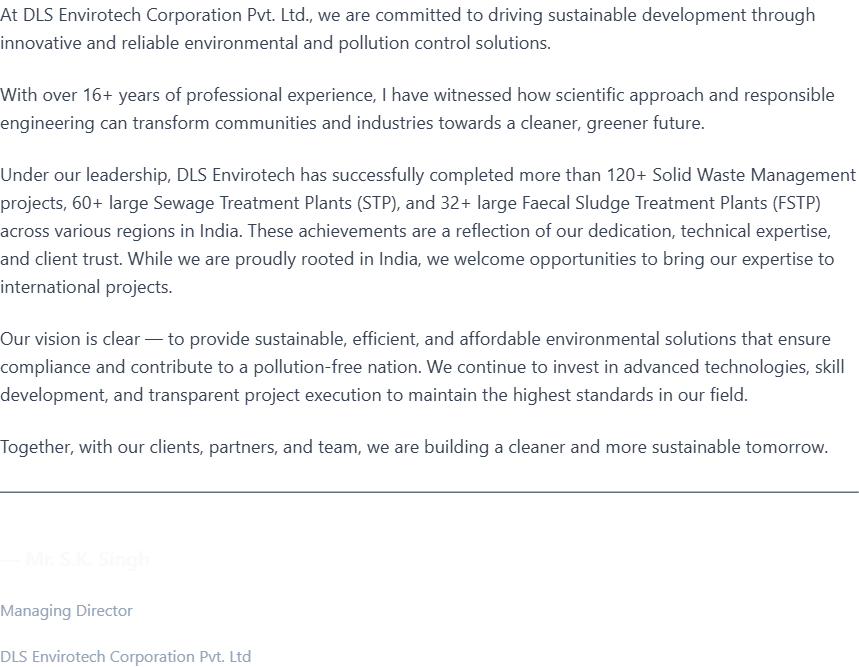 At DLS Envirotech Corporation Pvt. Ltd., we are committed to driving sustainable development through
innovative and reliable environmental and pollution control solutions.
With over 16+ years of professional experience, I have witnessed how scientific approach and responsible
engineering can transform communities and industries towards a cleaner, greener future.
Under our leadership, DLS Envirotech has successfully completed more than 120+ Solid Waste Management
projects, 60+ large Sewage Treatment Plants (STP), and 32+ large Faecal Sludge Treatment Plants (FSTP)
across various regions in India. These achievements are a reflection of our dedication, technical expertise,
and client trust. While we are proudly rooted in India, we welcome opportunities to bring our expertise to
international projects.
Our vision is clear — to provide sustainable, efficient, and affordable environmental solutions that ensure
compliance and contribute to a pollution-free nation. We continue to invest in advanced technologies, skill
development, and transparent project execution to maintain the highest standards in our field.
Together, with our clients, partners, and team, we are building a cleaner and more sustainable tomorrow.
— Mr. S.K. Singh
Managing Director
DLS Envirotech Corporation Pvt. Ltd